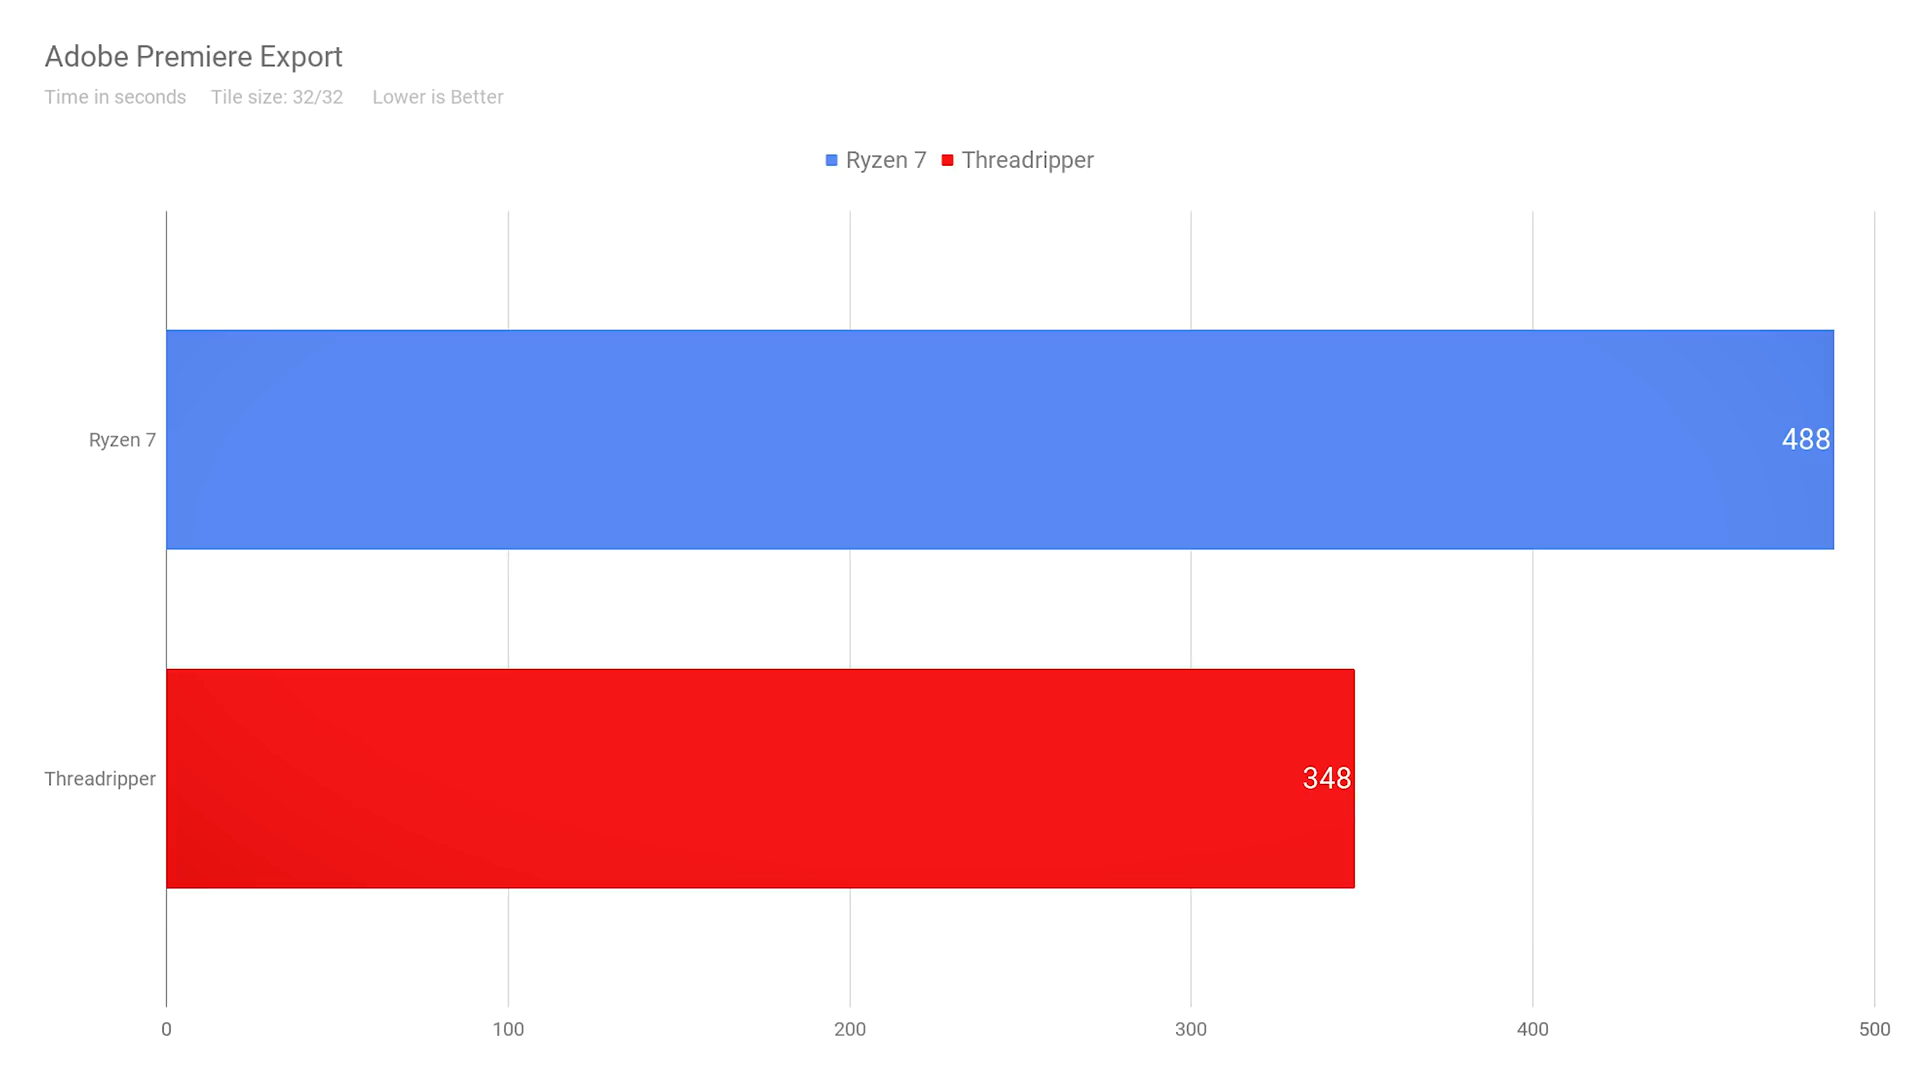 Adobe Premiere Export
Time in seconds Tile size: 32/32 Lower is Better
Ryzen 7 Threadripper
Ryzen 7 488
Threadripper 348
0 100 200 300 400 500